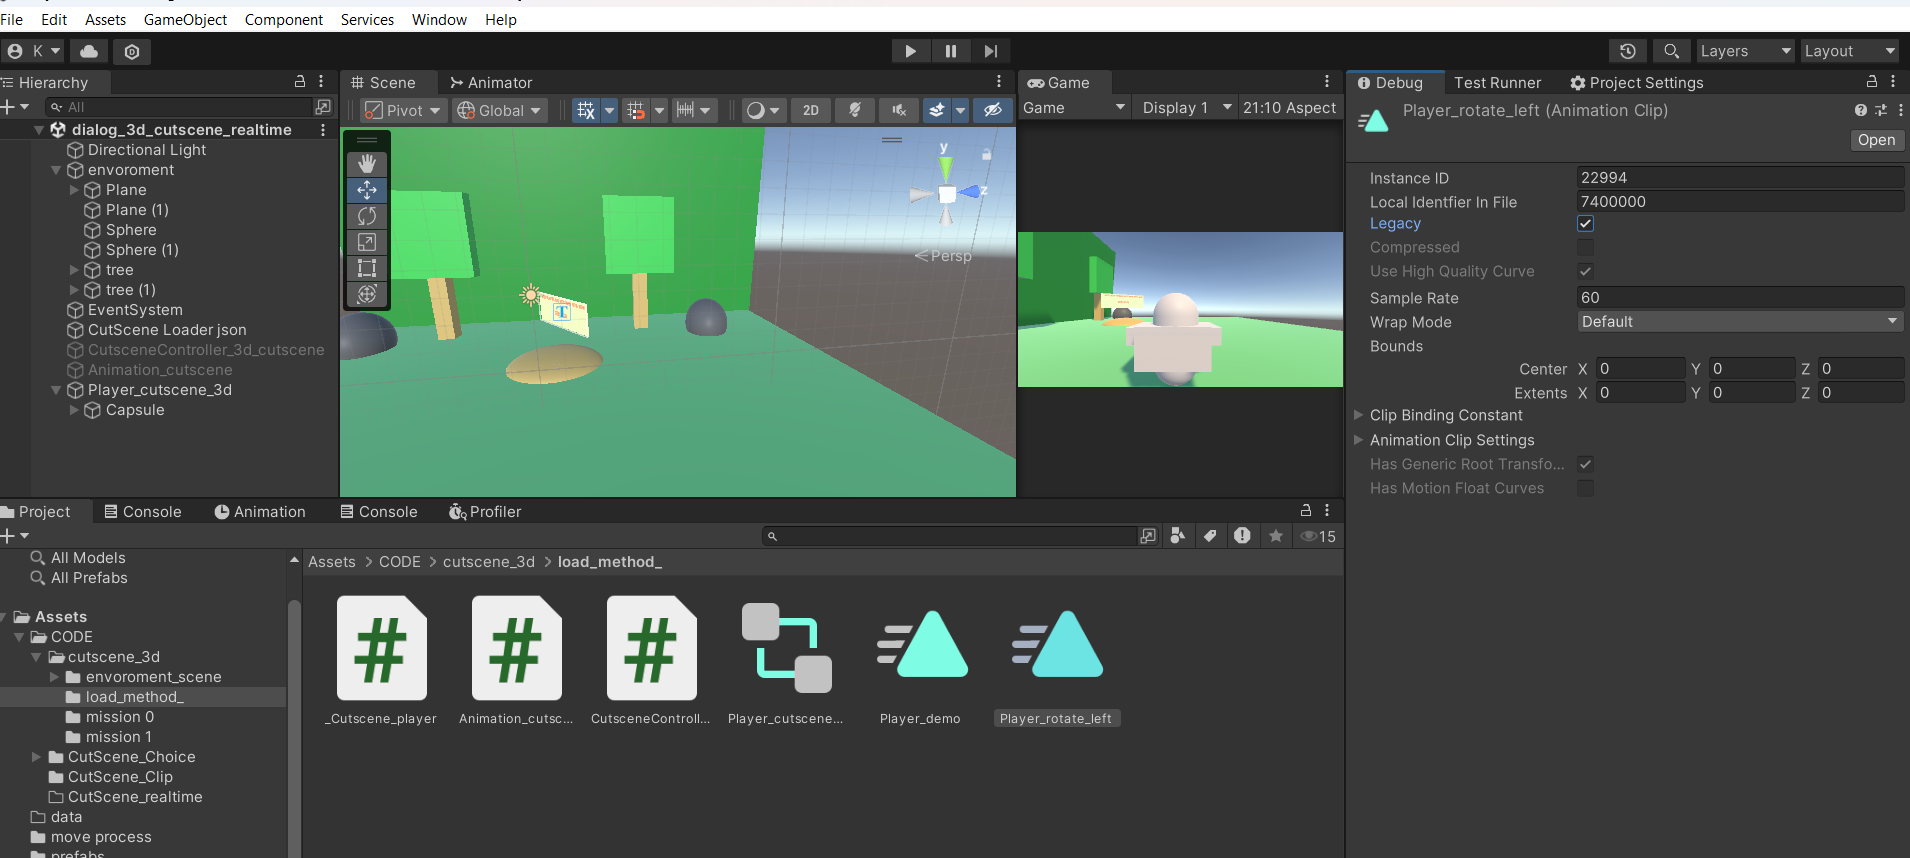 File Edit Assets GameObject Component Services Window Help
K Layers Layout
Hierarchy Scene Animator Game Debug Test Runner Project Settings
All Pivot Global 2D Game Display 1 21:10 Aspect
dialog_3d_cutscene_realtime
Directional Light
envoroment
Plane
Plane (1)
Sphere
Sphere (1)
tree
tree (1)
EventSystem
CutScene Loader json
CutsceneController_3d_cutscene
Animation_cutscene
Player_cutscene_3d
Capsule
y
z
Persp
T
Player_rotate_left (Animation Clip)
Open
Instance ID 22994
Local Identfier In File 7400000
Legacy
Compressed
Use High Quality Curve
Sample Rate 60
Wrap Mode Default
Bounds
Center X 0 Y 0 Z 0
Extents X 0 Y 0 Z 0
Clip Binding Constant
Animation Clip Settings
Has Generic Root Transfo...
Has Motion Float Curves
Project Console Animation Console Profiler
15
All Models
All Prefabs
Assets
CODE
cutscene_3d
envoroment_scene
load_method_
mission 0
mission 1
CutScene_Choice
CutScene_Clip
CutScene_realtime
data
move process
prefabs
Assets > CODE > cutscene_3d > load_method_
_Cutscene_player Animation_cutsc... CutsceneControll... Player_cutscene... Player_demo Player_rotate_left